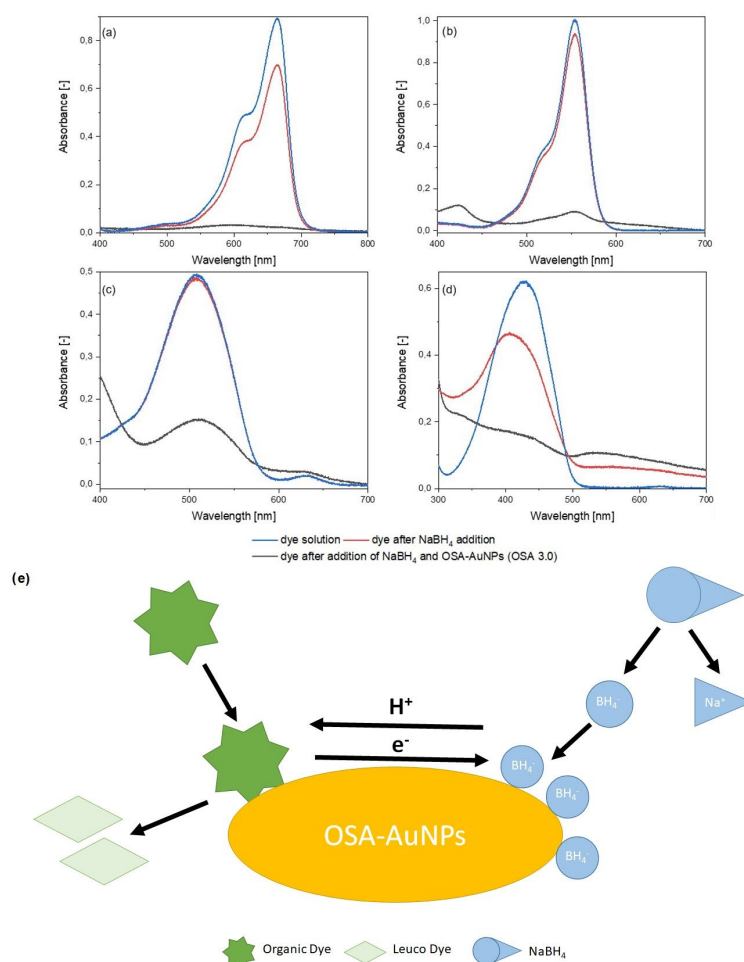 (a)
Absorbance [-]
0,8
0,6
0,4
0,2
0,0
400 500 600 700 800
Wavelength [nm]
(b)
Absorbance [-]
1,0
0,8
0,6
0,4
0,2
0,0
400 500 600 700
Wavelength [nm]
(c)
Absorbance [-]
0,5
0,4
0,3
0,2
0,1
0,0
400 500 600 700
Wavelength [nm]
(d)
Absorbance [-]
0,6
0,4
0,2
0,0
300 400 500 600 700
Wavelength [nm]
dye solution dye after NaBH₄ addition
dye after addition of NaBH₄ and OSA-AuNPs (OSA 3.0)
(e)
BH₄⁻
Na⁺
H⁺
e⁻
BH₄⁻
BH₄⁻
OSA-AuNPs
BH₄⁻
Organic Dye Leuco Dye NaBH₄